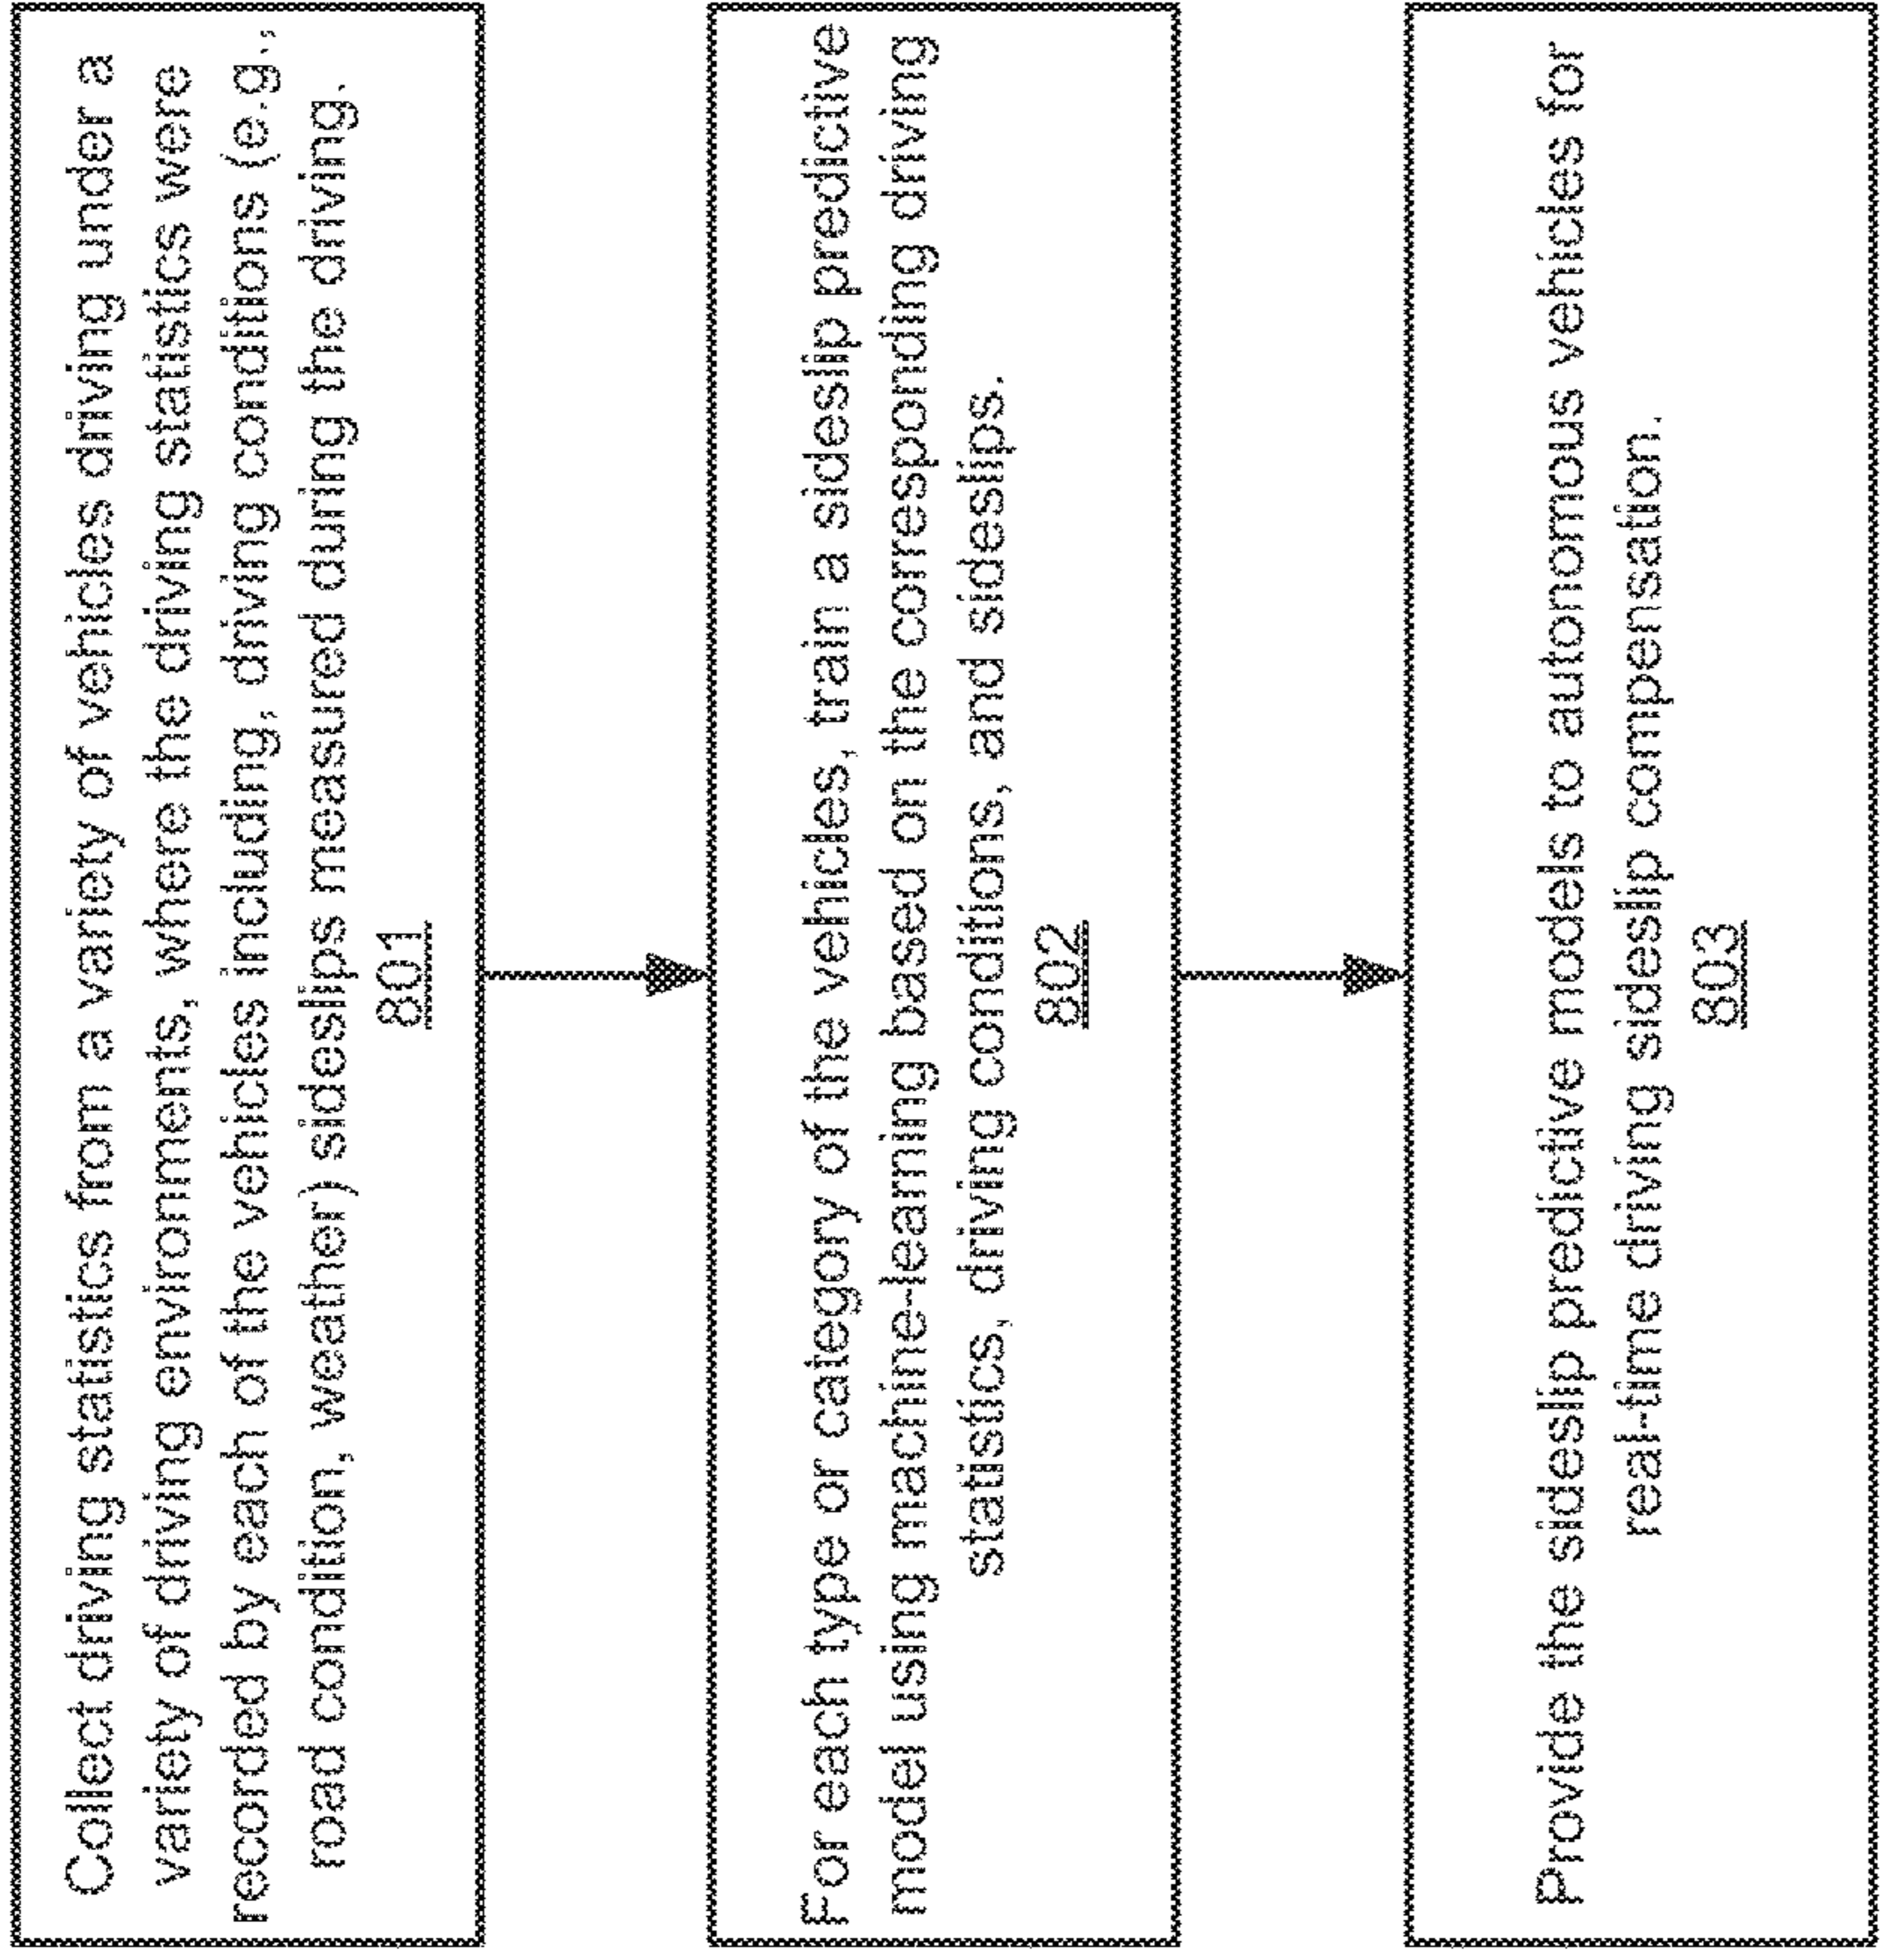 Collect driving statistics from a variety of vehicles driving under a
variety of driving environments, where the driving statistics were
recorded by each of the vehicles including, driving conditions (e.g.,
road condition, weather) sideslips measured during the driving.
801
For each type or category of the vehicles, train a sideslip predictive
model using machine-learning based on the corresponding driving
statistics, driving conditions, and sideslips.
802
Provide the sideslip predictive models to autonomous vehicles for
real-time driving sideslip compensation.
803